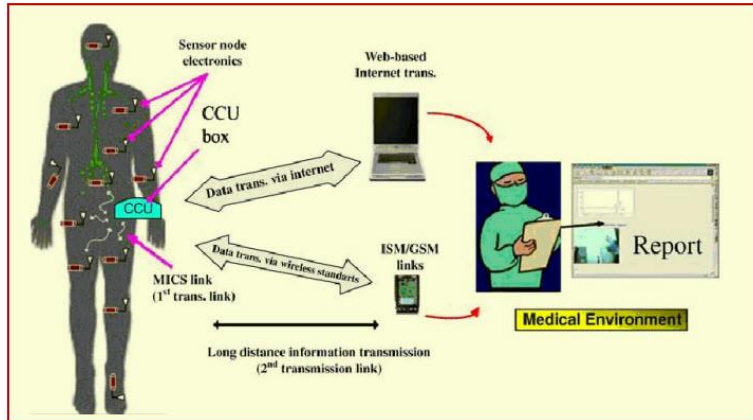 Sensor node
electronics
Web-based
Internet trans.
CCU
box
Data trans. via internet
CCU
Data trans. via wireless standarts
ISM/GSM
links
Report
MICS link
(1st trans. link)
Medical Environment
Long distance information transmission
(2nd transmission link)